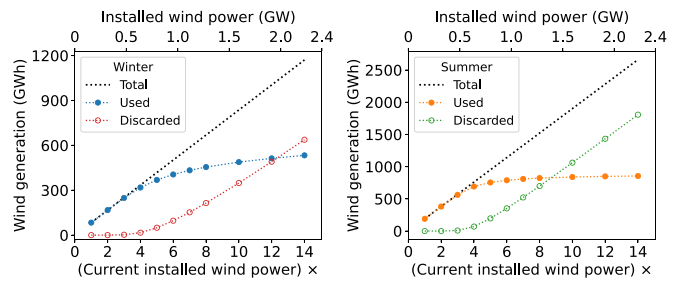 Installed wind power (GW)
0 0.4 0.8 1.2 1.6 2.0 2.4
Wind generation (GWh)
1200
900
600
300
0
Winter
Total
Used
Discarded
0 2 4 6 8 10 12 14
(Current installed wind power) ×
Installed wind power (GW)
0 0.4 0.8 1.2 1.6 2.0 2.4
Wind generation (GWh)
2500
2000
1500
1000
500
0
Summer
Total
Used
Discarded
0 2 4 6 8 10 12 14
(Current installed wind power) ×